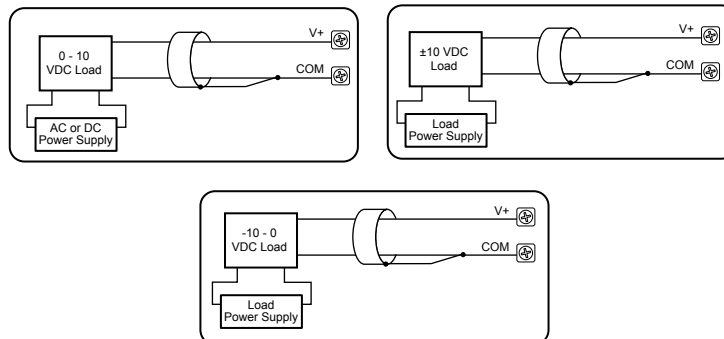 0 - 10
VDC Load
V+
COM
AC or DC
Power Supply
±10 VDC
Load
V+
COM
Load
Power Supply
-10 - 0
VDC Load
V+
COM
Load
Power Supply